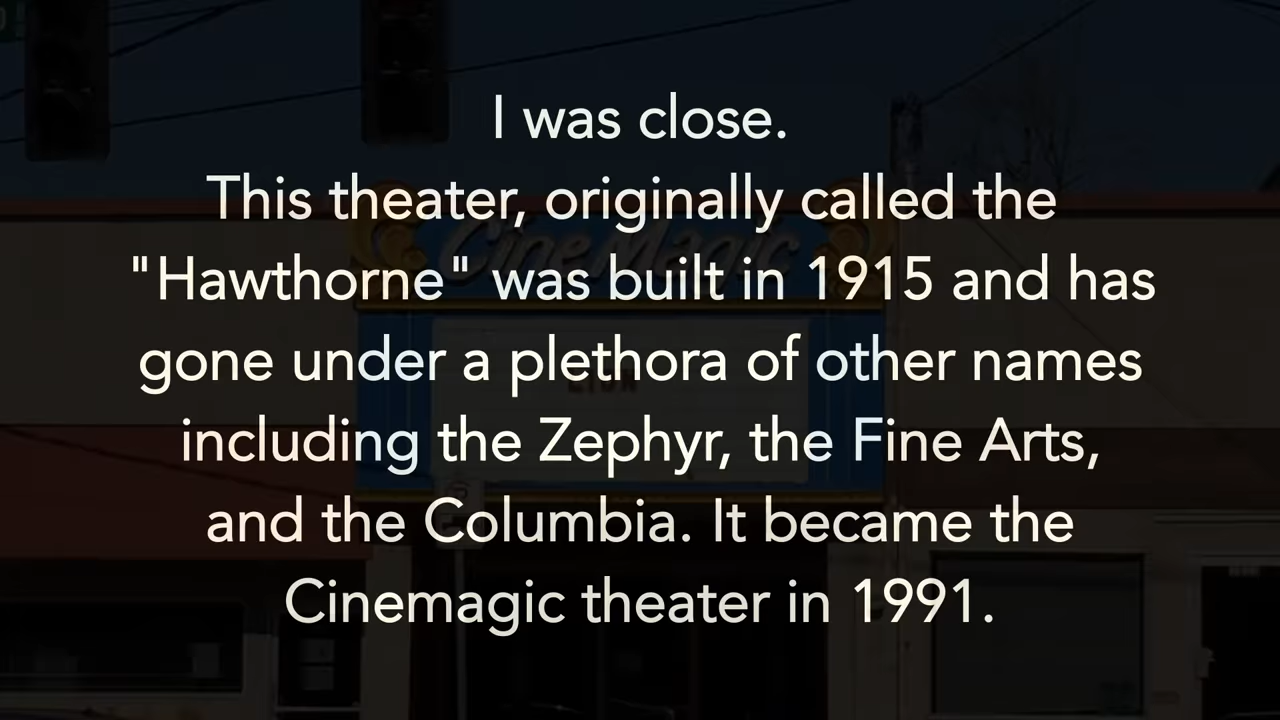 I was close.
This theater, originally called the
"Hawthorne" was built in 1915 and has
gone under a plethora of other names
including the Zephyr, the Fine Arts,
and the Columbia. It became the
Cinemagic theater in 1991.
CineMagic